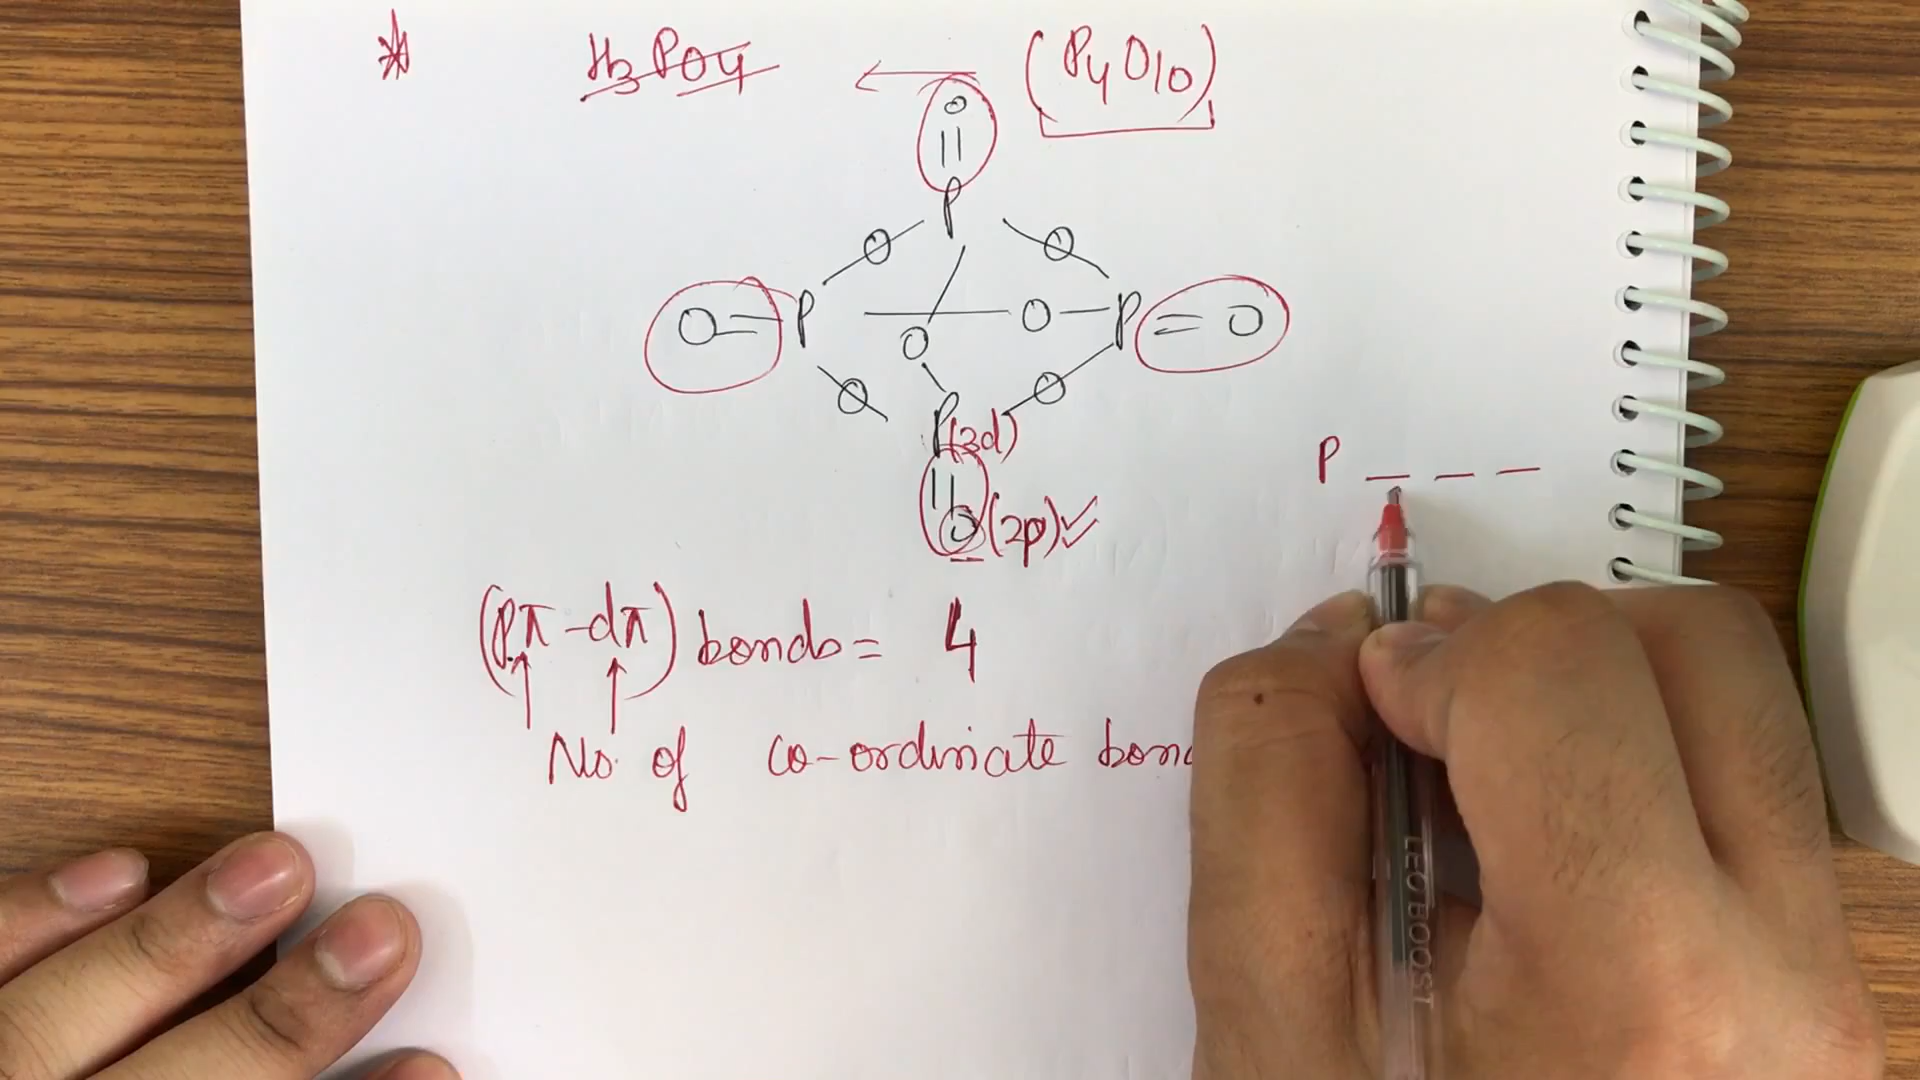 H3PO4 ← (P4O10)
O
||
P
O O
O=P — O — P=O
O
O O
P(3d)
||
O(2p)✓✓
P _ _ _
(pπ-dπ) bonds = 4
No. of co-ordinate bond
LEO BOOST